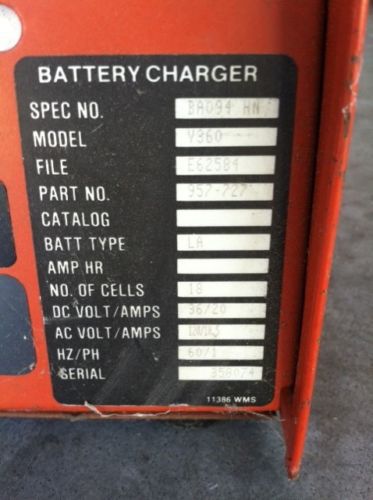 BATTERY CHARGER
SPEC NO. BA094 HN
MODEL V360
FILE E62584
PART NO. 957-727
CATALOG
BATT TYPE LA
AMP HR
NO. OF CELLS 18
DC VOLT/AMPS 36/20
AC VOLT/AMPS
HZ/PH 60/1
SERIAL 358074
11386 WMS